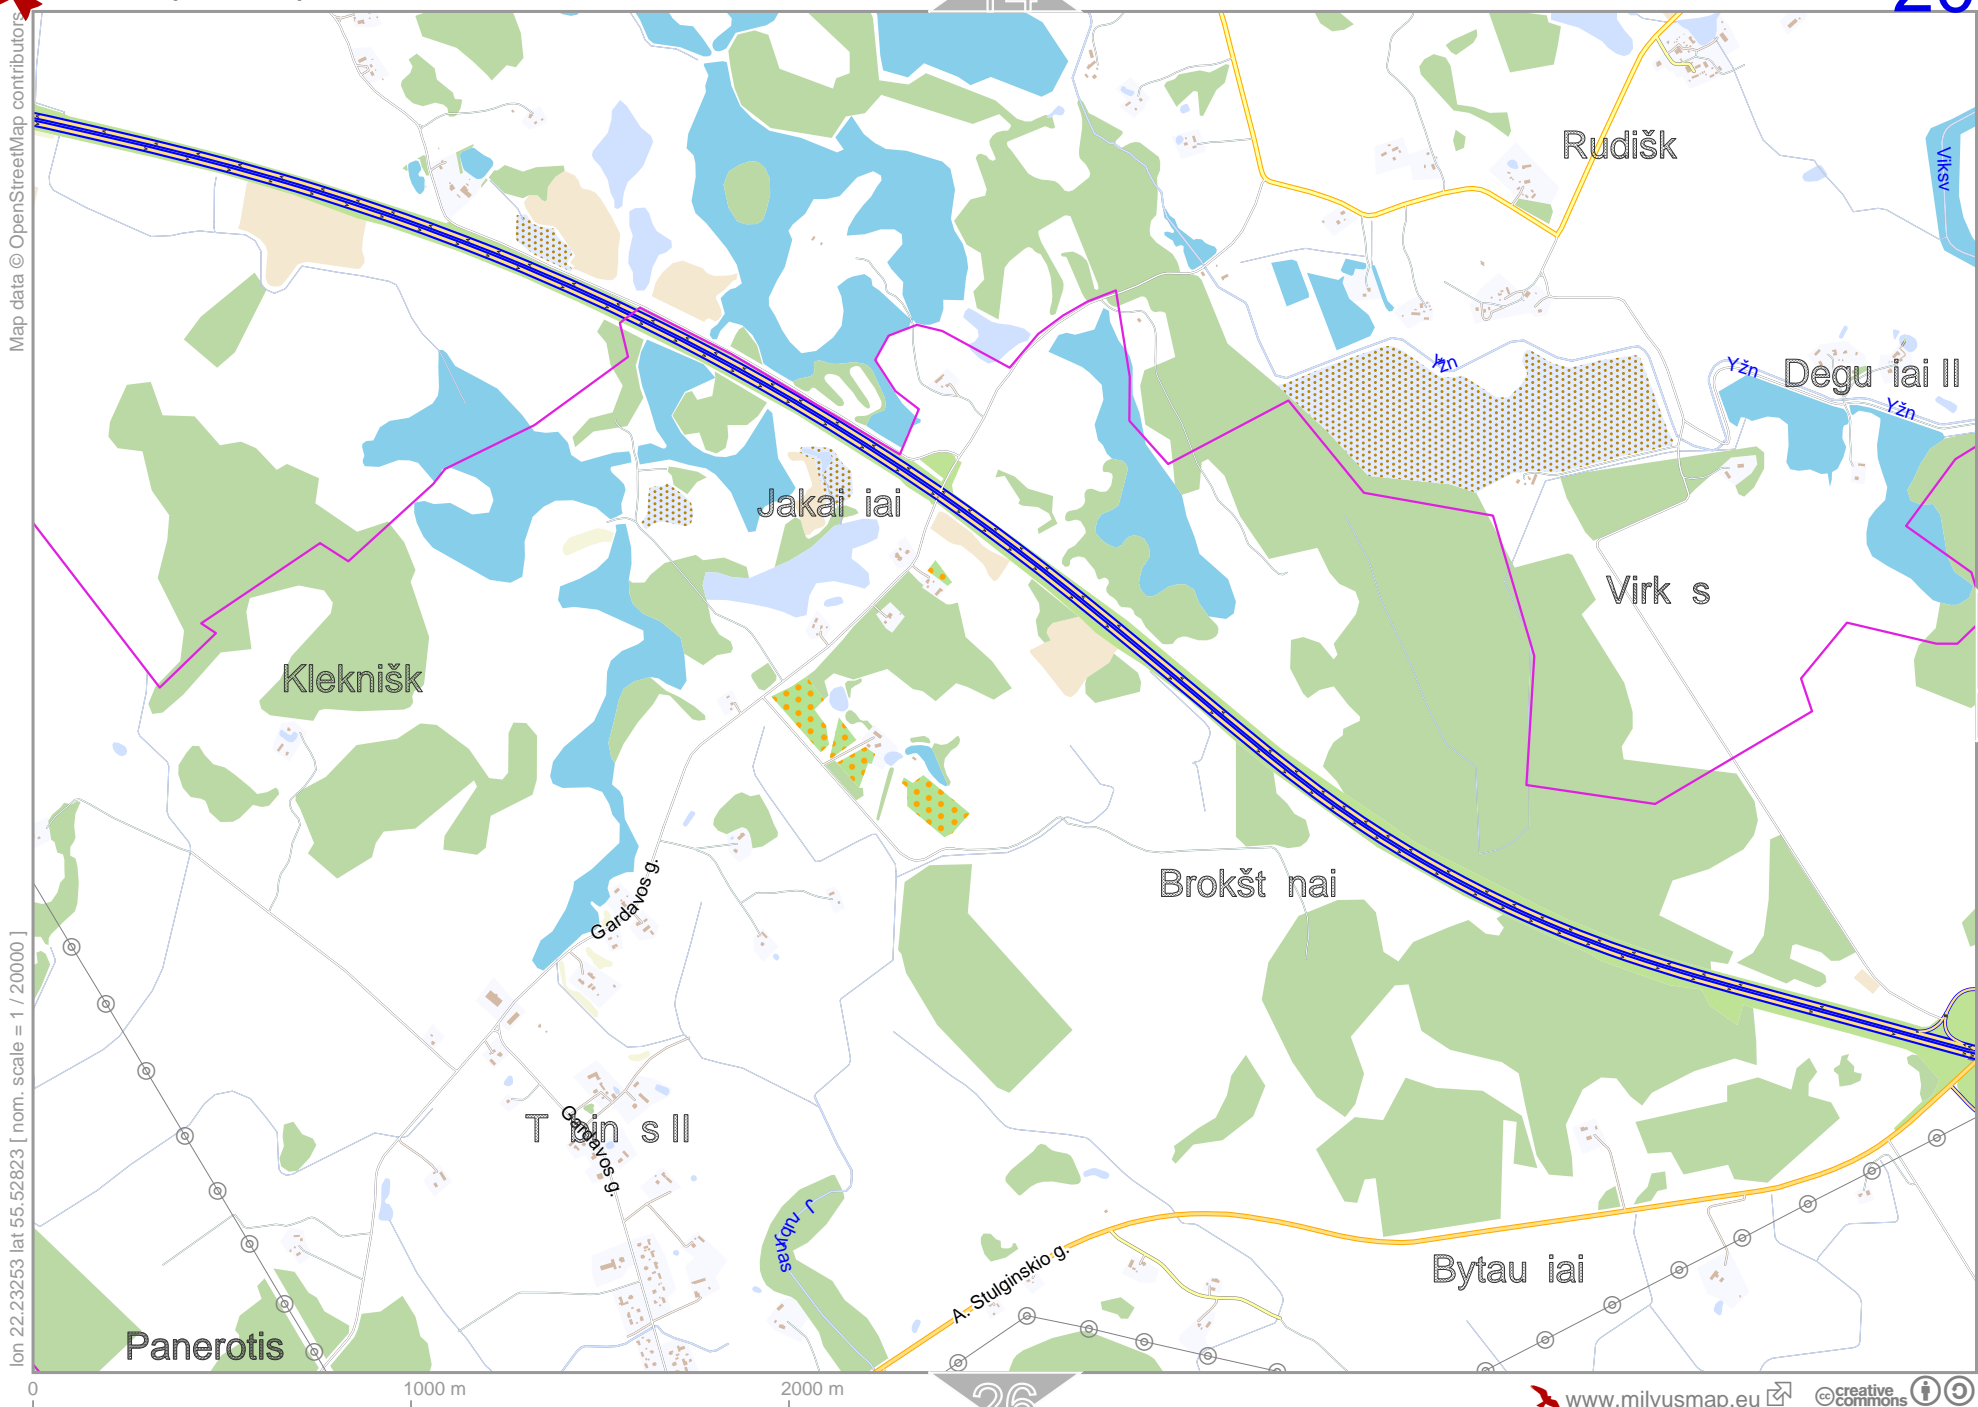 Map data © OpenStreetMap contributors
Rudišk
Viksv
Yžn
Yžn
Degu iai II
Yžn
Jakai iai
Virk s
Kleknišk
Gardavos g.
Brokšt nai
T bin s II
Gardavos g.
J rubynas
A. Stulginskio g.
Bytau iai
Panerotis
lon 22.23253 lat 55.52823 [ nom. scale = 1 / 20000 ]
0
1000 m
2000 m
26
www.milvusmap.eu
cc creative commons